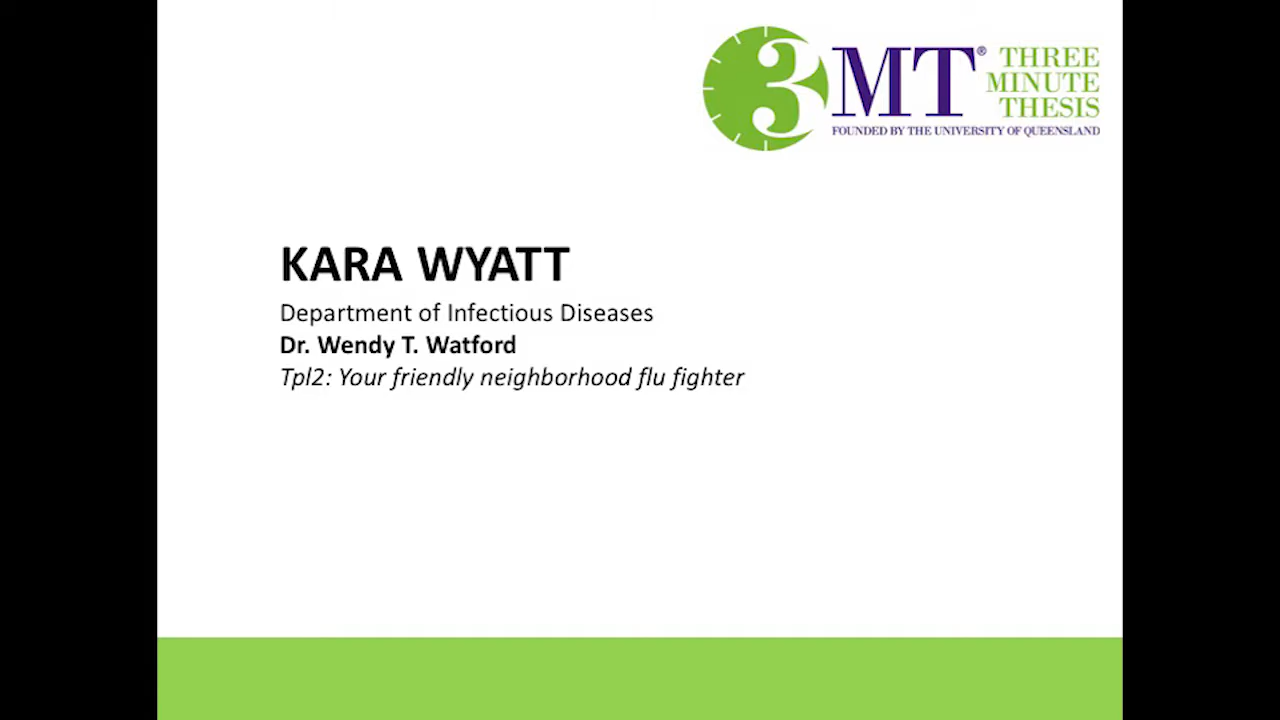 3MT® THREE
MINUTE
THESIS
FOUNDED BY THE UNIVERSITY OF QUEENSLAND
KARA WYATT
Department of Infectious Diseases
Dr. Wendy T. Watford
Tpl2: Your friendly neighborhood flu fighter